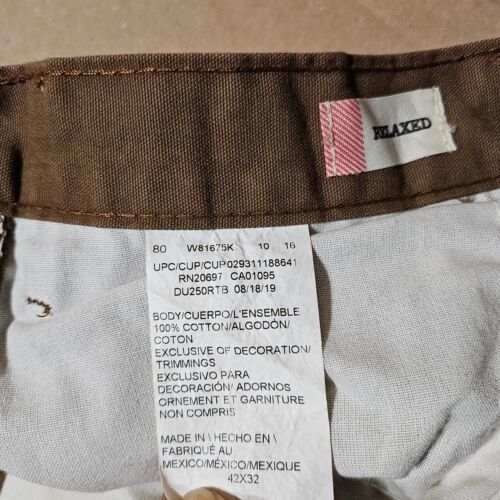 RELAXED
80 W81675K 10 16
UPC/CUP/CUP029311188641
RN20697 CA01095
DU250RTB 08/18/19
BODY/CUERPO/L'ENSEMBLE
100% COTTON/ALGODÓN/
COTON
EXCLUSIVE OF DECORATION/
TRIMMINGS
EXCLUSIVO PARA
DECORACIÓN/ ADORNOS
ORNEMENT ET GARNITURE
NON COMPRIS
MADE IN \ HECHO EN \
FABRIQUÉ AU
MEXICO/MÉXICO/MEXIQUE
42X32